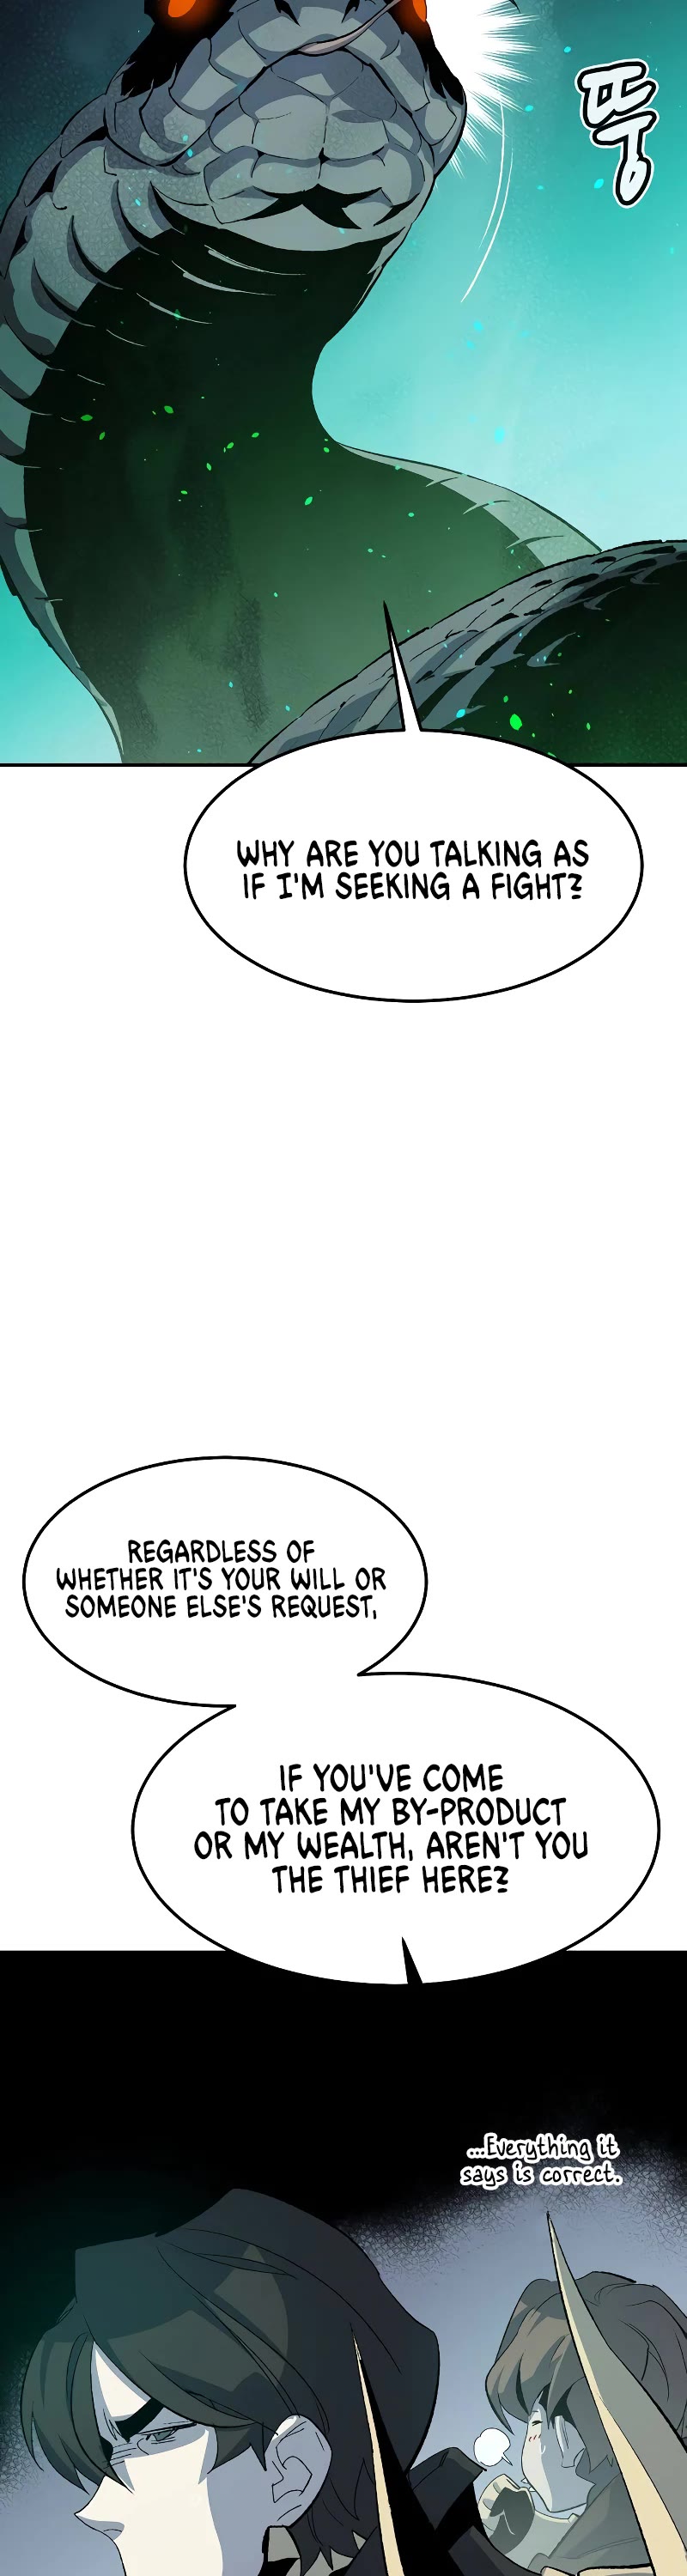 뚱
WHY ARE YOU TALKING AS
IF I'M SEEKING A FIGHT?
REGARDLESS OF
WHETHER IT'S YOUR WILL OR
SOMEONE ELSE'S REQUEST,
IF YOU'VE COME
TO TAKE MY BY-PRODUCT
OR MY WEALTH, AREN'T YOU
THE THIEF HERE?
...Everything it
says is correct.